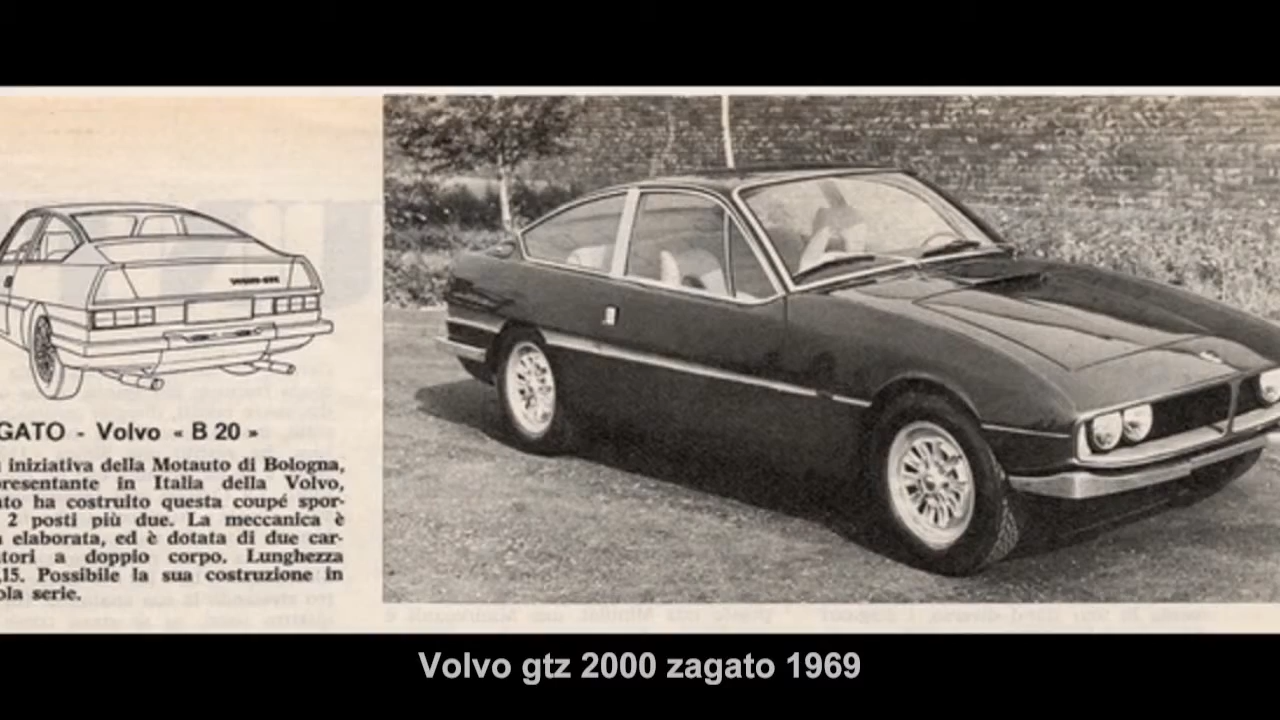 GATO - Volvo « B 20 »
iniziativa della Motauto di Bologna,
presentante in Italia della Volvo,
to ha costruito questa coupé spor-
2 posti più due. La meccanica è
elaborata, ed è dotata di due car-
tori a doppio corpo. Lunghezza
,15. Possibile la sua costruzione in
ola serie.
Volvo gtz 2000 zagato 1969